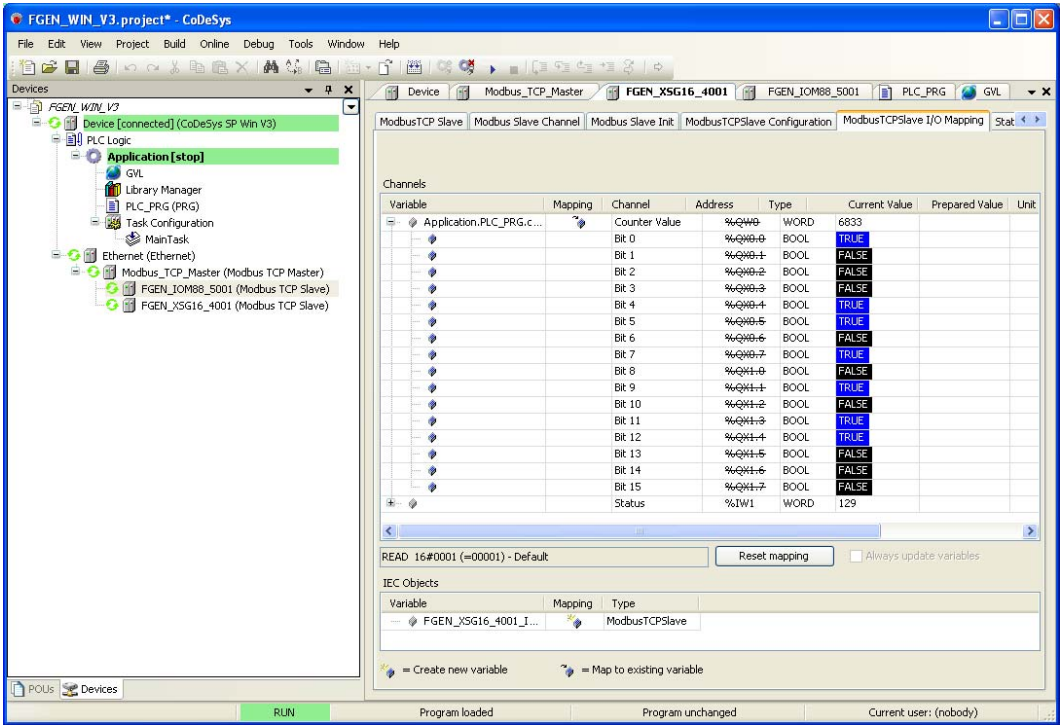 FGEN_WIN_V3.project* - CoDeSys
File Edit View Project Build Online Debug Tools Window Help
Devices
FGEN_WIN_V3
Device [connected] (CoDeSys SP Win V3)
PLC Logic
Application [stop]
GVL
Library Manager
PLC_PRG (PRG)
Task Configuration
MainTask
Ethernet (Ethernet)
Modbus_TCP_Master (Modbus TCP Master)
FGEN_IOM88_5001 (Modbus TCP Slave)
FGEN_XSG16_4001 (Modbus TCP Slave)
POUs Devices
Device Modbus_TCP_Master FGEN_XSG16_4001 FGEN_IOM88_5001 PLC_PRG GVL
ModbusTCP Slave Modbus Slave Channel Modbus Slave Init ModbusTCPSlave Configuration ModbusTCPSlave I/O Mapping Stat
Channels
Variable Mapping Channel Address Type Current Value Prepared Value Unit
Application.PLC_PRG.c... Counter Value %QW0 WORD 6833
Bit 0 %QX0.0 BOOL TRUE
Bit 1 %QX0.1 BOOL FALSE
Bit 2 %QX0.2 BOOL FALSE
Bit 3 %QX0.3 BOOL FALSE
Bit 4 %QX0.4 BOOL TRUE
Bit 5 %QX0.5 BOOL TRUE
Bit 6 %QX0.6 BOOL FALSE
Bit 7 %QX0.7 BOOL TRUE
Bit 8 %QX1.0 BOOL FALSE
Bit 9 %QX1.1 BOOL TRUE
Bit 10 %QX1.2 BOOL FALSE
Bit 11 %QX1.3 BOOL TRUE
Bit 12 %QX1.4 BOOL TRUE
Bit 13 %QX1.5 BOOL FALSE
Bit 14 %QX1.6 BOOL FALSE
Bit 15 %QX1.7 BOOL FALSE
Status %IW1 WORD 129
READ 16#0001 (=00001) - Default Reset mapping Always update variables
IEC Objects
Variable Mapping Type
FGEN_XSG16_4001_I... ModbusTCPSlave
= Create new variable = Map to existing variable
RUN Program loaded Program unchanged Current user: (nobody)